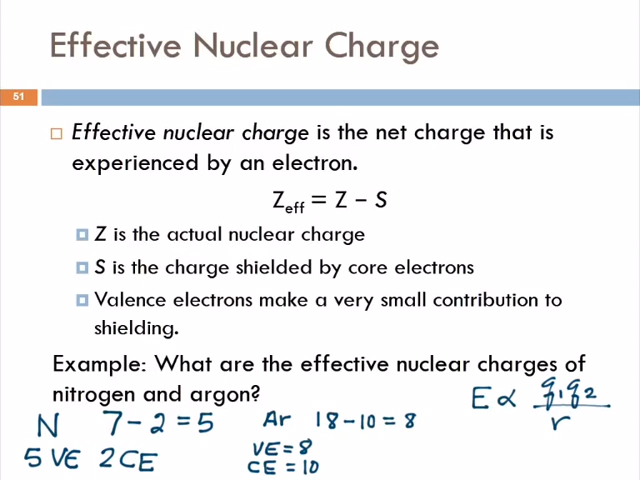 Effective Nuclear Charge
51
Effective nuclear charge is the net charge that is
experienced by an electron.
Zeff = Z – S
Z is the actual nuclear charge
S is the charge shielded by core electrons
Valence electrons make a very small contribution to
shielding.
Example: What are the effective nuclear charges of
nitrogen and argon?
E ∝ q₁q₂/r
N 7 – 2 = 5
5 VE 2 CE
Ar 18 – 10 = 8
VE = 8
CE = 10